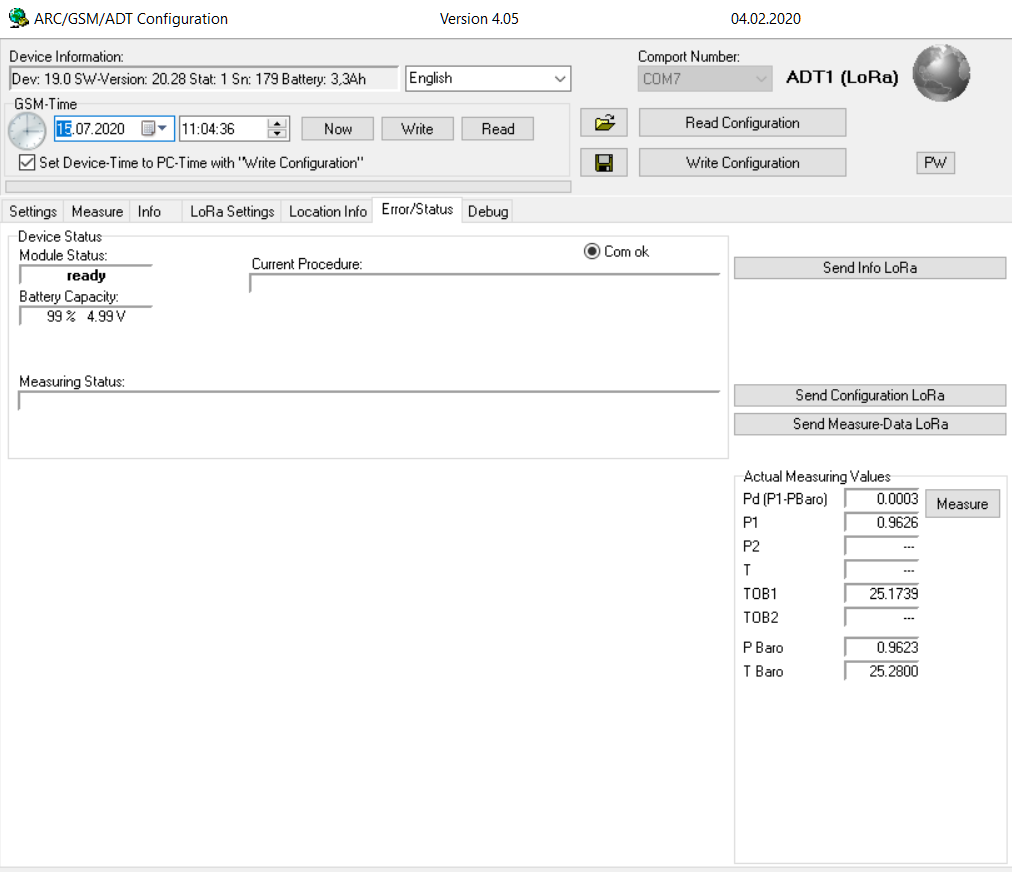 ARC/GSM/ADT Configuration Version 4.05 04.02.2020
Device Information:
Dev: 19.0 SW-Version: 20.28 Stat: 1 Sn: 179 Battery: 3,3Ah
English
Comport Number:
COM7
ADT1 (LoRa)
GSM-Time
15.07.2020
11:04:36
Now
Write
Read
Read Configuration
Set Device-Time to PC-Time with "Write Configuration"
Write Configuration
PW
Settings Measure Info LoRa Settings Location Info Error/Status Debug
Device Status
Module Status:
ready
Battery Capacity:
99 % 4.99 V
Current Procedure:
Com ok
Measuring Status:
Send Info LoRa
Send Configuration LoRa
Send Measure-Data LoRa
Actual Measuring Values
Pd (P1-PBaro) 0.0003
Measure
P1 0.9626
P2 ---
T ---
TOB1 25.1739
TOB2 ---
P Baro 0.9623
T Baro 25.2800